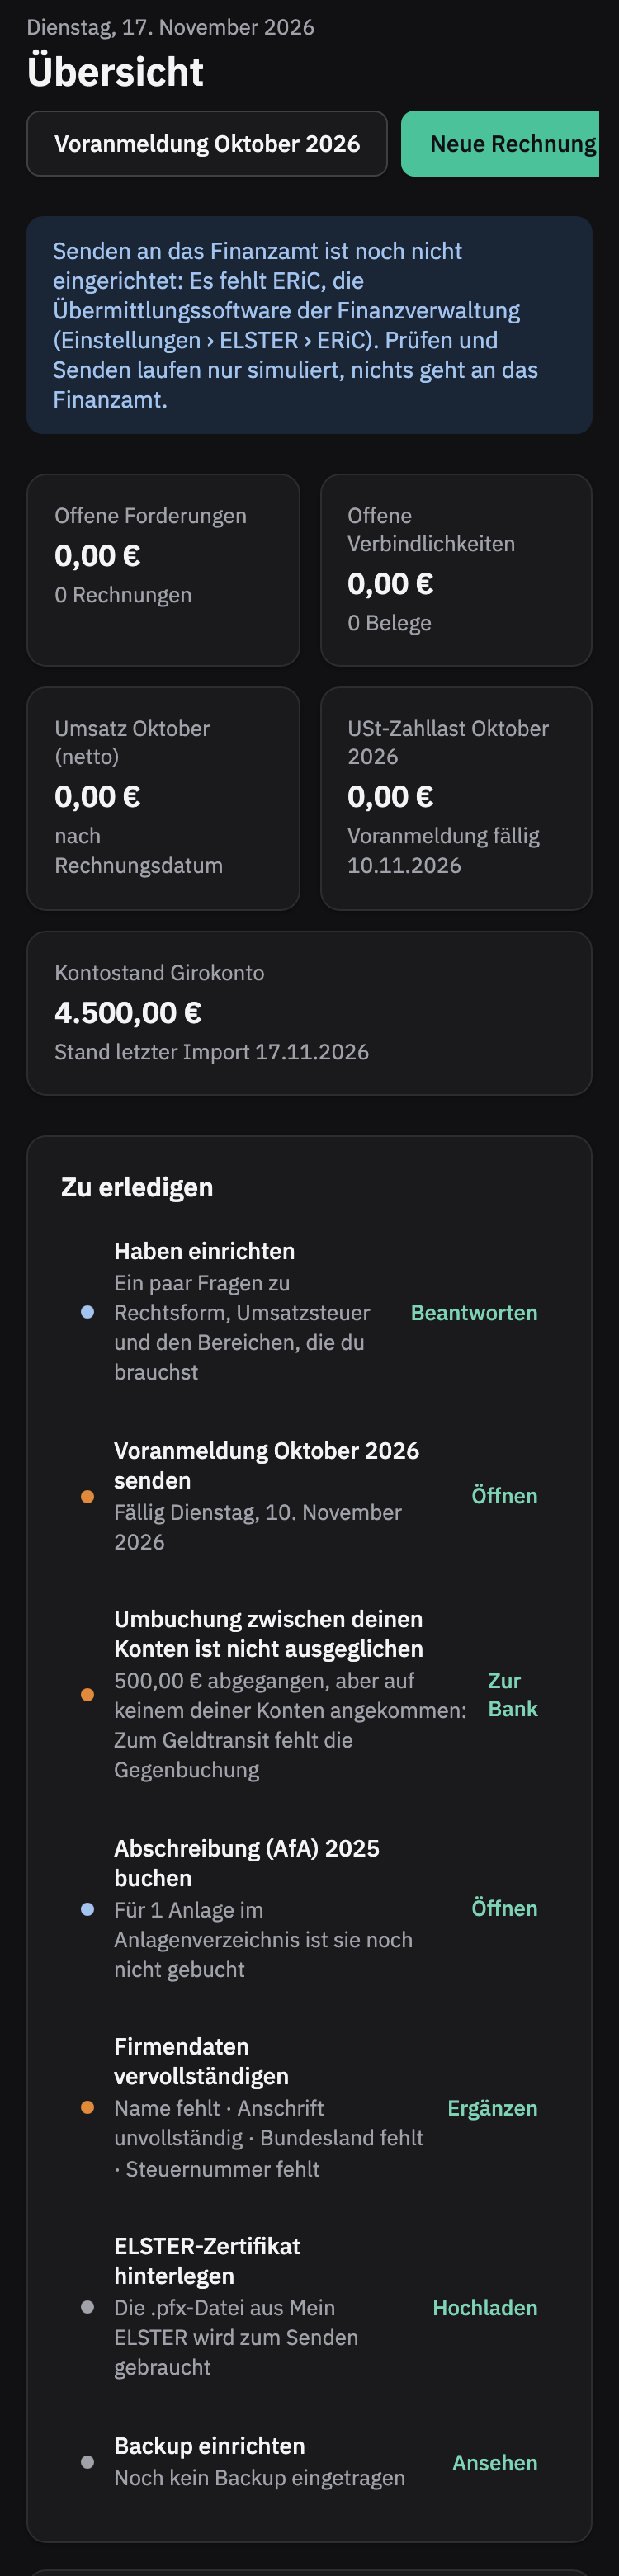 Dienstag, 17. November 2026
Übersicht
Voranmeldung Oktober 2026
Neue Rechnung
Senden an das Finanzamt ist noch nicht
eingerichtet: Es fehlt ERiC, die
Übermittlungssoftware der Finanzverwaltung
(Einstellungen › ELSTER › ERiC). Prüfen und
Senden laufen nur simuliert, nichts geht an das
Finanzamt.
Offene Forderungen
0,00 €
0 Rechnungen
Offene
Verbindlichkeiten
0,00 €
0 Belege
Umsatz Oktober
(netto)
0,00 €
nach
Rechnungsdatum
USt-Zahllast Oktober
2026
0,00 €
Voranmeldung fällig
10.11.2026
Kontostand Girokonto
4.500,00 €
Stand letzter Import 17.11.2026
Zu erledigen
Haben einrichten
Ein paar Fragen zu
Rechtsform, Umsatzsteuer
und den Bereichen, die du
brauchst
Beantworten
Voranmeldung Oktober 2026
senden
Fällig Dienstag, 10. November
2026
Öffnen
Umbuchung zwischen deinen
Konten ist nicht ausgeglichen
500,00 € abgegangen, aber auf
keinem deiner Konten angekommen:
Zum Geldtransit fehlt die
Gegenbuchung
Zur
Bank
Abschreibung (AfA) 2025
buchen
Für 1 Anlage im
Anlagenverzeichnis ist sie noch
nicht gebucht
Öffnen
Firmendaten
vervollständigen
Name fehlt · Anschrift
unvollständig · Bundesland fehlt
· Steuernummer fehlt
Ergänzen
ELSTER-Zertifikat
hinterlegen
Die .pfx-Datei aus Mein
ELSTER wird zum Senden
gebraucht
Hochladen
Backup einrichten
Noch kein Backup eingetragen
Ansehen